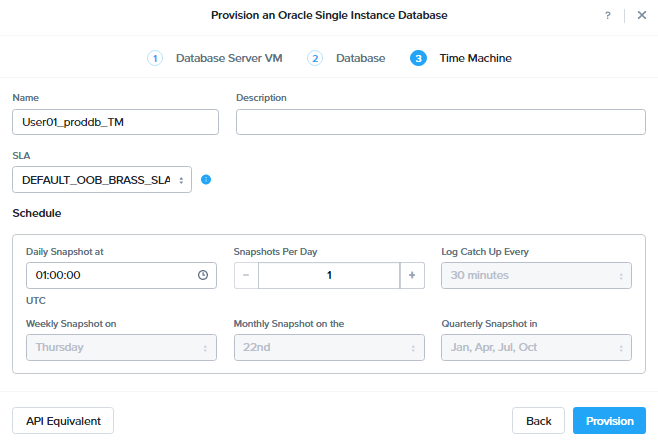 Provision an Oracle Single Instance Database
?
1 Database Server VM 2 Database 3 Time Machine
Name Description
User01_proddb_TM
SLA
DEFAULT_OOB_BRASS_SLA
Schedule
Daily Snapshot at Snapshots Per Day Log Catch Up Every
01:00:00 − 1 + 30 minutes
UTC
Weekly Snapshot on Monthly Snapshot on the Quarterly Snapshot in
Thursday 22nd Jan, Apr, Jul, Oct
API Equivalent Back Provision